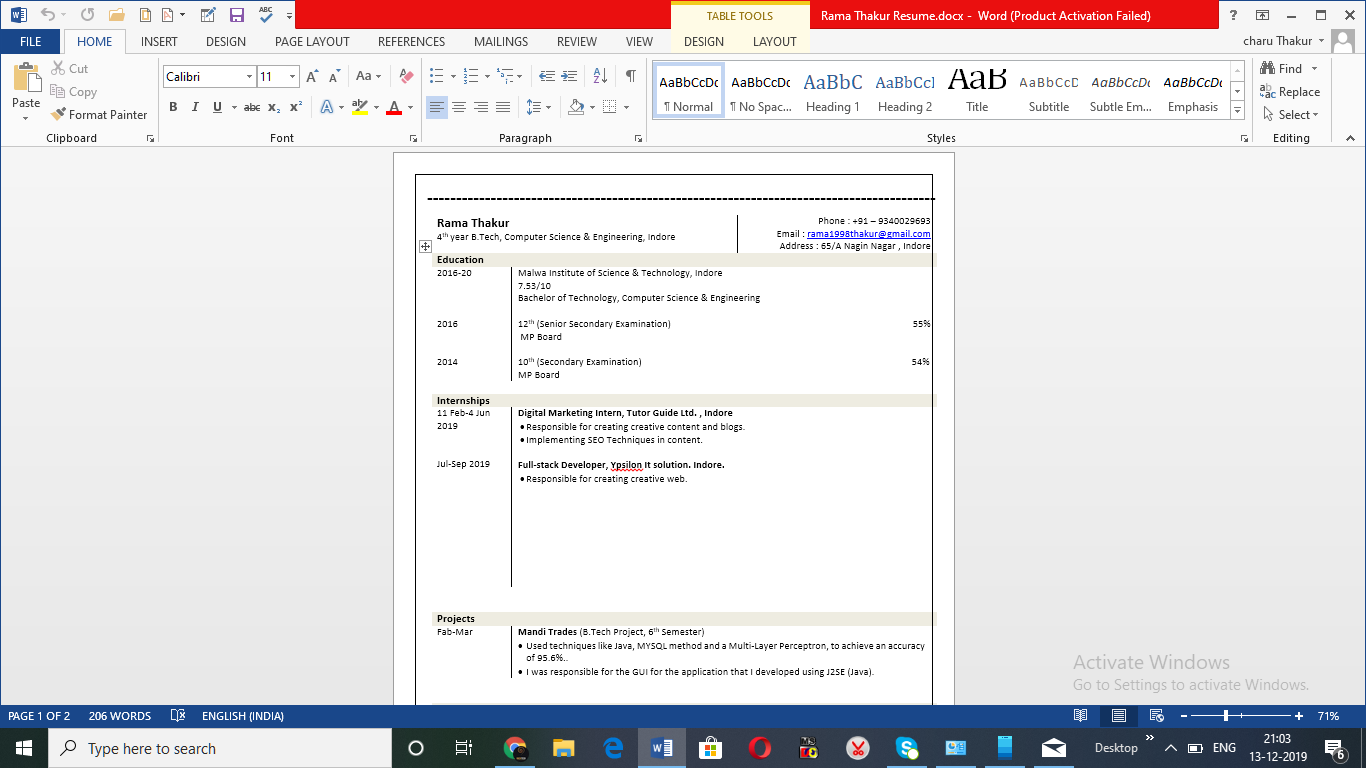 Rama Thakur Resume.docx - Word (Product Activation Failed)
TABLE TOOLS
FILE HOME INSERT DESIGN PAGE LAYOUT REFERENCES MAILINGS REVIEW VIEW DESIGN LAYOUT charu Thakur
Paste
Cut
Copy
Format Painter
Clipboard
Calibri 11
Font
Paragraph
AaBbCcDc AaBbCcDc AaBbC AaBbCcI AaB AaBbCcD AaBbCcDc AaBbCcDc
¶ Normal ¶ No Spac... Heading 1 Heading 2 Title Subtitle Subtle Em... Emphasis
Styles
Find
Replace
Select
Editing
Rama Thakur
4th year B.Tech, Computer Science & Engineering, Indore
Phone : +91 – 9340029693
Email : rama1998thakur@gmail.com
Address : 65/A Nagin Nagar , Indore
Education
2016-20 Malwa Institute of Science & Technology, Indore
7.53/10
Bachelor of Technology, Computer Science & Engineering
2016 12th (Senior Secondary Examination) 55%
MP Board
2014 10th (Secondary Examination) 54%
MP Board
Internships
11 Feb-4 Jun
2019
Digital Marketing Intern, Tutor Guide Ltd. , Indore
• Responsible for creating creative content and blogs.
• Implementing SEO Techniques in content.
Jul-Sep 2019 Full-stack Developer, Ypsilon It solution. Indore.
• Responsible for creating creative web.
Projects
Fab-Mar Mandi Trades (B.Tech Project, 6th Semester)
• Used techniques like Java, MYSQL method and a Multi-Layer Perceptron, to achieve an accuracy
of 95.6%..
• I was responsible for the GUI for the application that I developed using J2SE (Java).
Activate Windows
Go to Settings to activate Windows.
PAGE 1 OF 2 206 WORDS ENGLISH (INDIA) 71%
Type here to search
Desktop ENG
21:03
13-12-2019
6